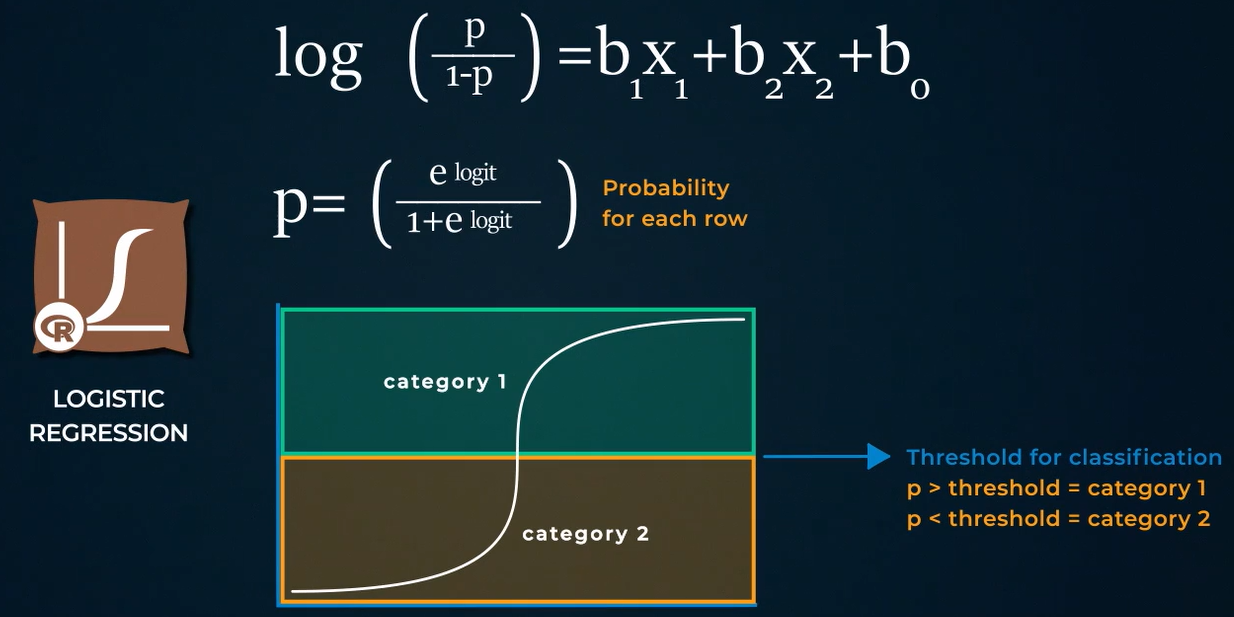 log (p/1-p) =b₁x₁+b₂x₂+b₀
p= (e^logit/1+e^logit)
Probability
for each row
R
LOGISTIC
REGRESSION
category 1
category 2
Threshold for classification
p > threshold = category 1
p < threshold = category 2